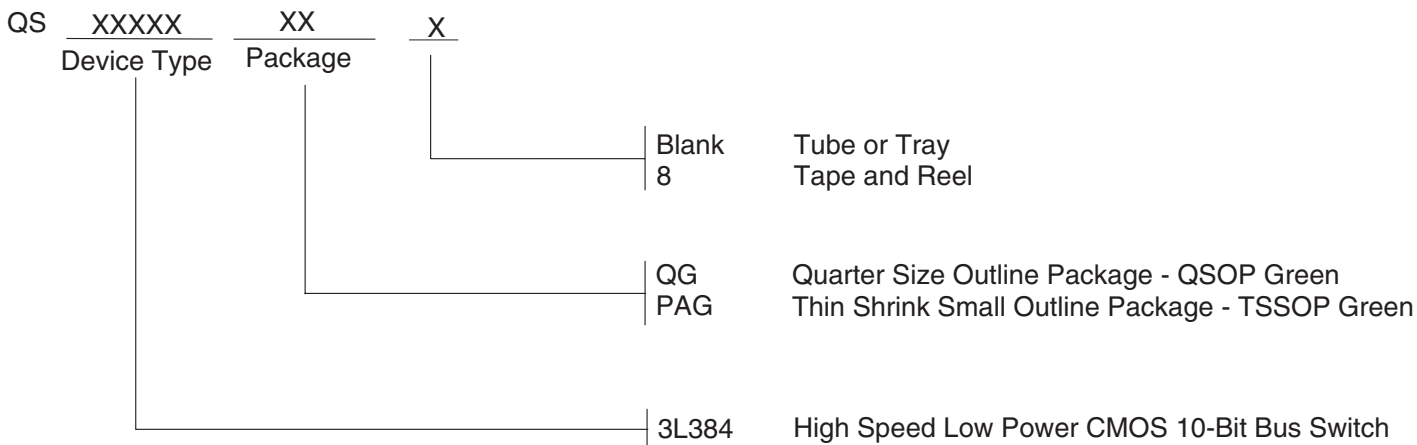 QS XXXXX XX X
Device Type Package
Blank Tube or Tray
8 Tape and Reel
QG Quarter Size Outline Package - QSOP Green
PAG Thin Shrink Small Outline Package - TSSOP Green
3L384 High Speed Low Power CMOS 10-Bit Bus Switch